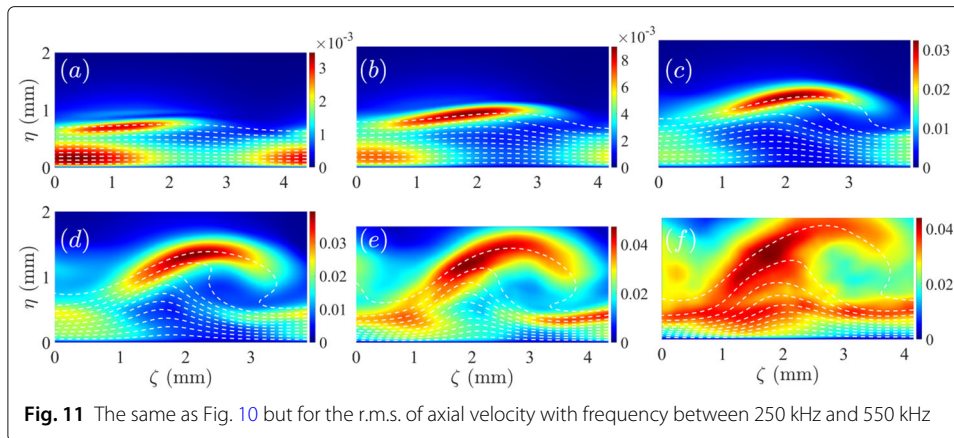 ×10⁻³
×10⁻³
(a)
(b)
(c)
η (mm)
2
1
0
0 1 2 3 4
3
2
1
0
0 1 2 3 4
8
6
4
2
0
0 1 2 3
0.03
0.02
0.01
0
(d)
(e)
(f)
η (mm)
2
1
0
0 1 2 3
ζ (mm)
0.03
0.02
0.01
0
0 1 2 3 4
ζ (mm)
0.04
0.02
0
0 1 2 3 4
ζ (mm)
0.04
0.02
0
Fig. 11 The same as Fig. 10 but for the r.m.s. of axial velocity with frequency between 250 kHz and 550 kHz